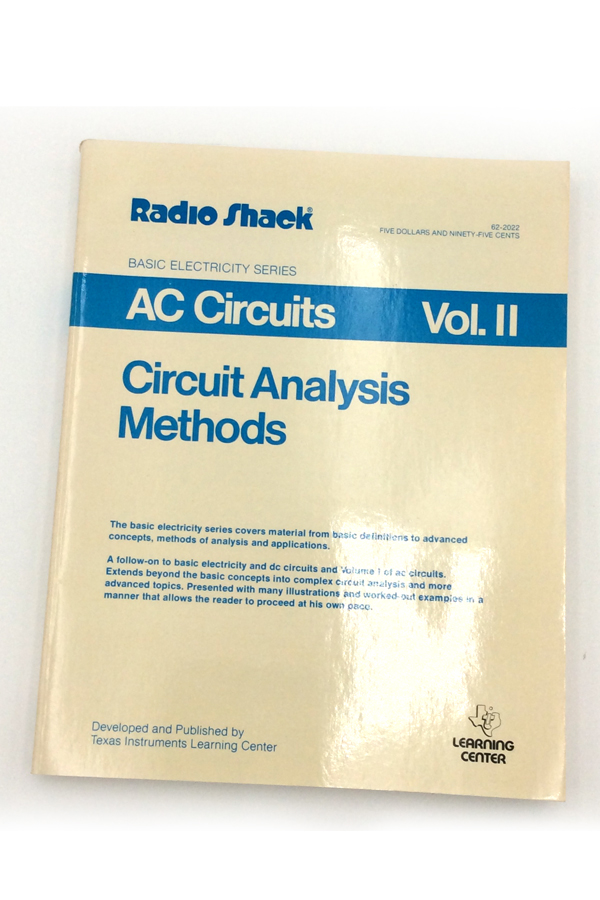 Radio Shack®
62-2022
FIVE DOLLARS AND NINETY-FIVE CENTS
BASIC ELECTRICITY SERIES
AC Circuits Vol. II
Circuit Analysis
Methods
The basic electricity series covers material from basic definitions to advanced
concepts, methods of analysis and applications.
A follow-on to basic electricity and dc circuits and Volume I of ac circuits.
Extends beyond the basic concepts into complex circuit analysis and more
advanced topics. Presented with many illustrations and worked-out examples in a
manner that allows the reader to proceed at his own pace.
Developed and Published by
Texas Instruments Learning Center
LEARNING
CENTER